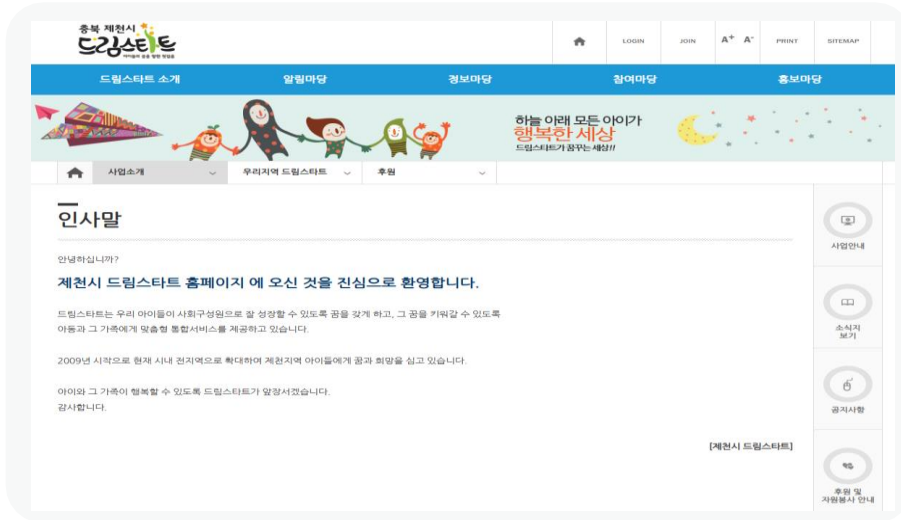 충북 제천시
드림스타트
LOGIN
JOIN
A+ A-
PRINT
SITEMAP
드림스타트 소개
알림마당
정보마당
참여마당
홍보마당
하늘 아래 모든 아이가
행복한 세상
드림스타트가 꿈꾸는 세상!!
사업소개
우리지역 드림스타트
후원
인사말
안녕하십니까?
제천시 드림스타트 홈페이지 에 오신 것을 진심으로 환영합니다.
드림스타트는 우리 아이들이 사회구성원으로 잘 성장할 수 있도록 꿈을 갖게 하고, 그 꿈을 키워갈 수 있도록
아동과 그 가족에게 맞춤형 통합서비스를 제공하고 있습니다.
2009년 시작으로 현재 시내 전지역으로 확대하여 제천지역 아이들에게 꿈과 희망을 심고 있습니다.
아이와 그 가족이 행복할 수 있도록 드림스타트가 앞장서겠습니다.
감사합니다.
[제천시 드림스타트]
사업안내
소식지
보기
공지사항
후원 및
자원봉사 안내